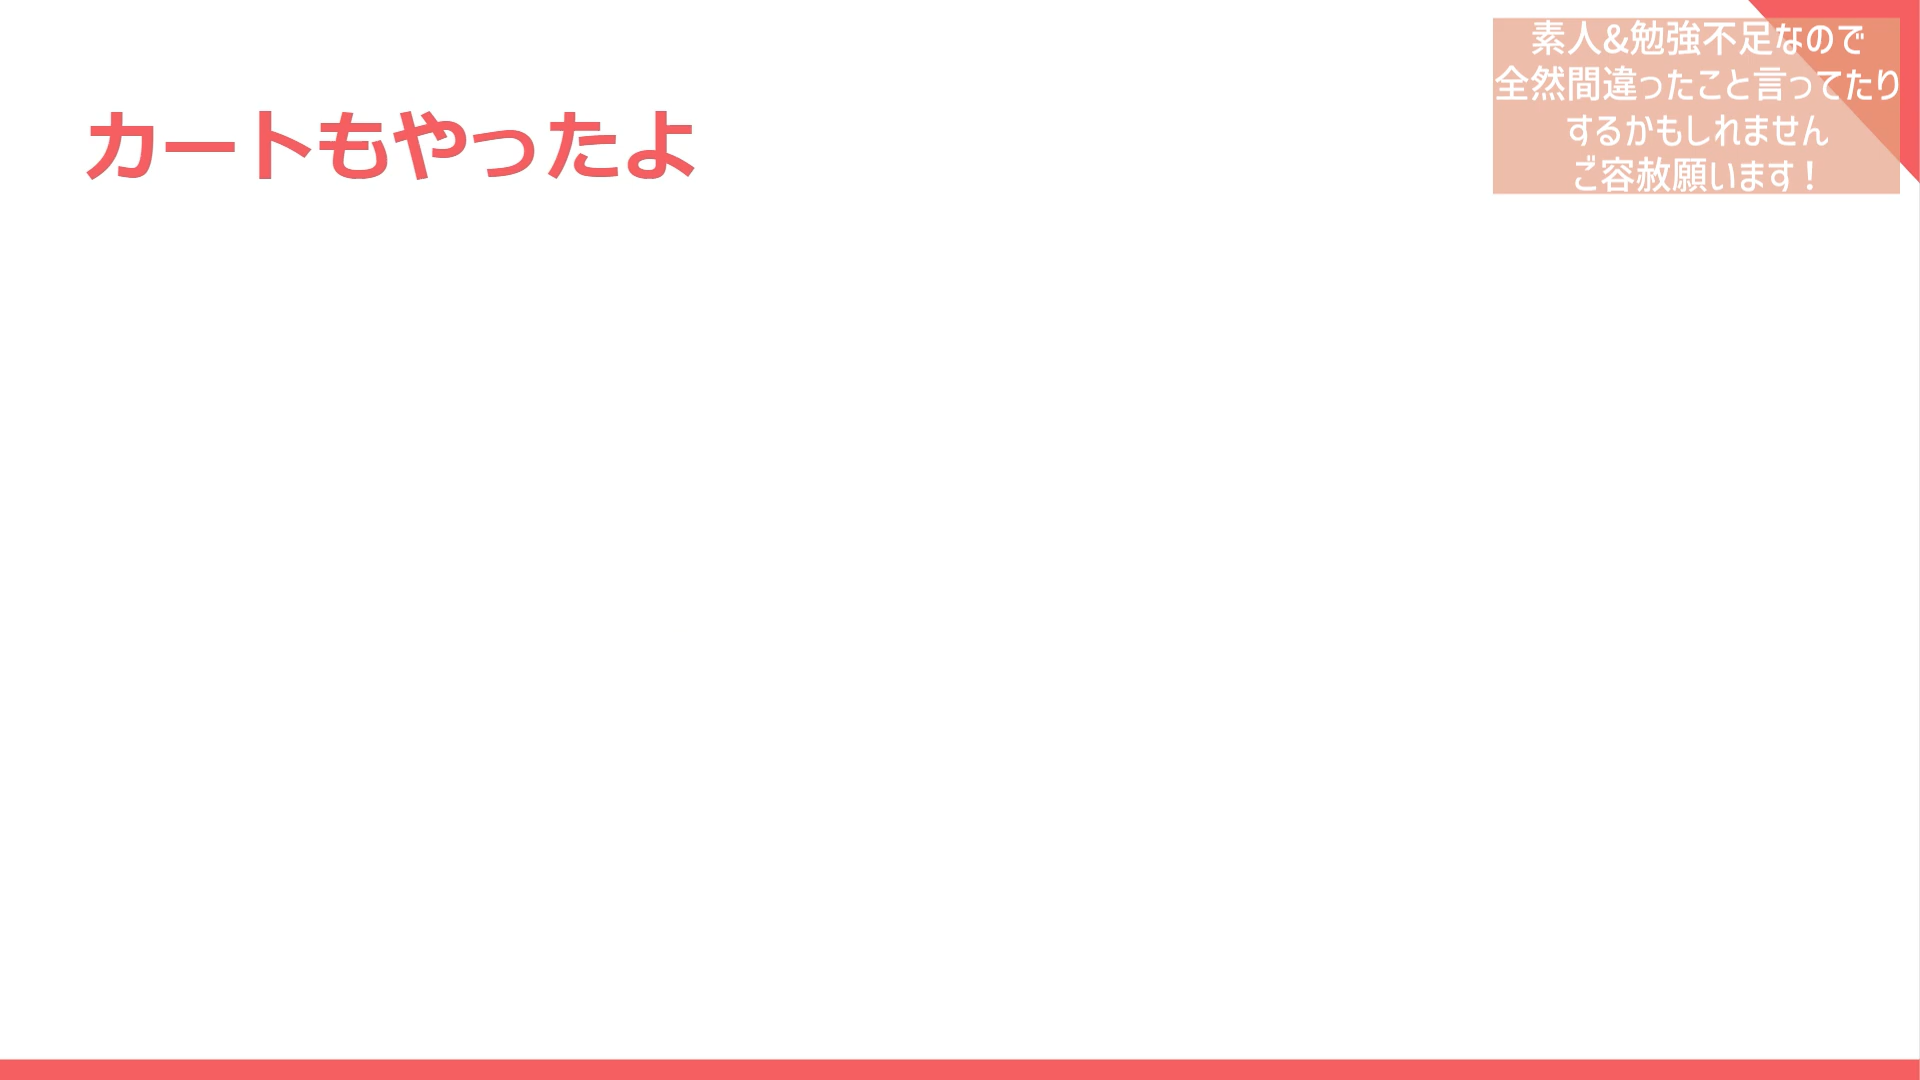 カートもやったよ
素人&勉強不足なので
全然間違ったこと言ってたり
するかもしれません
ご容赦願います！